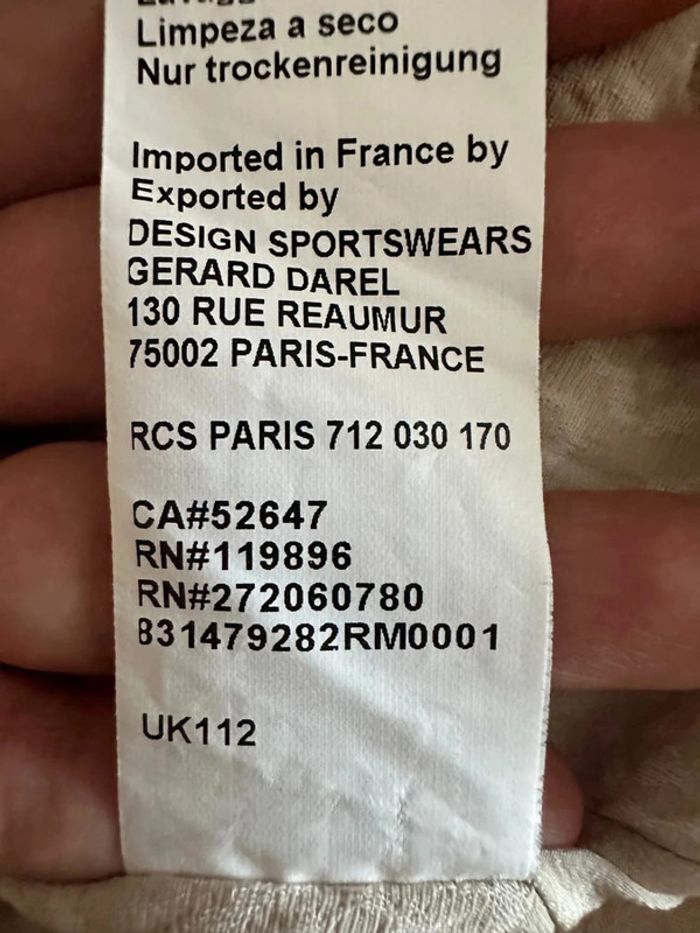 Limpeza a seco
Nur trockenreinigung
Imported in France by
Exported by
DESIGN SPORTSWEARS
GERARD DAREL
130 RUE REAUMUR
75002 PARIS-FRANCE
RCS PARIS 712 030 170
CA#52647
RN#119896
RN#272060780
831479282RM0001
UK112